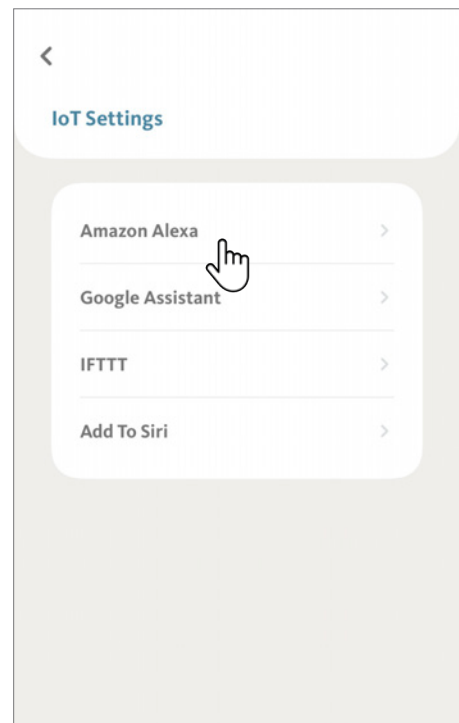 IoT Settings
Amazon Alexa
Google Assistant
IFTTT
Add To Siri